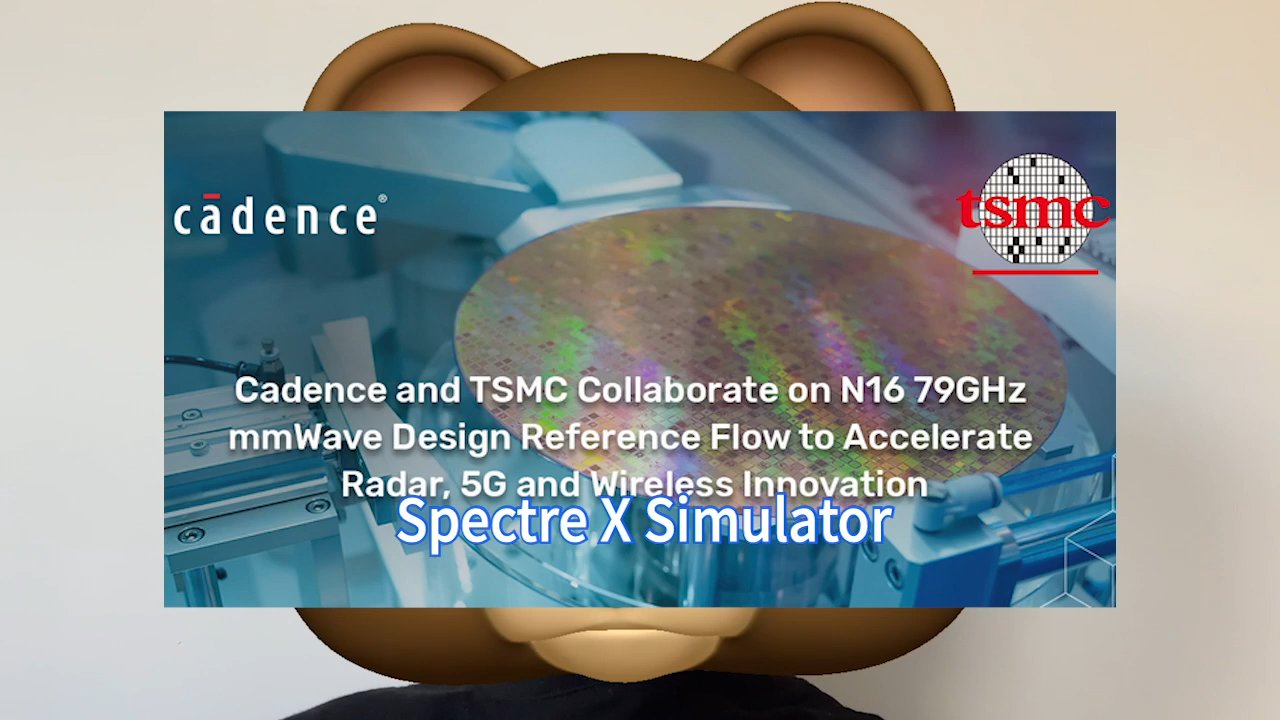 cādence®
tsmc
Cadence and TSMC Collaborate on N16 79GHz
mmWave Design Reference Flow to Accelerate
Radar, 5G and Wireless Innovation
Spectre X Simulator